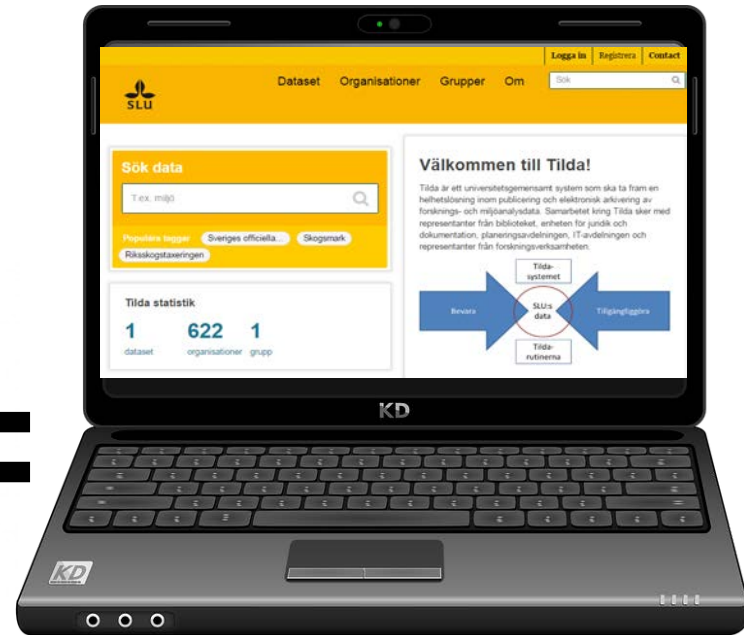 Logga in Registrera Contact
SLU
Dataset Organisationer Grupper Om
Sök
Sök data
T.ex. miljö
Populära taggar Sveriges officiella... Skogsmark
Riksskogstaxeringen
Tilda statistik
1 622 1
dataset organisationer grupp
Välkommen till Tilda!
Tilda är ett universitetsgemensamt system som ska ta fram en
helhetslösning inom publicering och elektronisk arkivering av
forsknings- och miljöanalysdata. Samarbetet kring Tilda sker med
representanter från biblioteket, enheten för juridik och
dokumentation, planeringsavdelningen, IT-avdelningen och
representanter från forskningsverksamheten.
Tilda-
systemet
Bevara
SLU:s
data
Tillgängliggöra
Tilda-
rutinerna
KD
KD